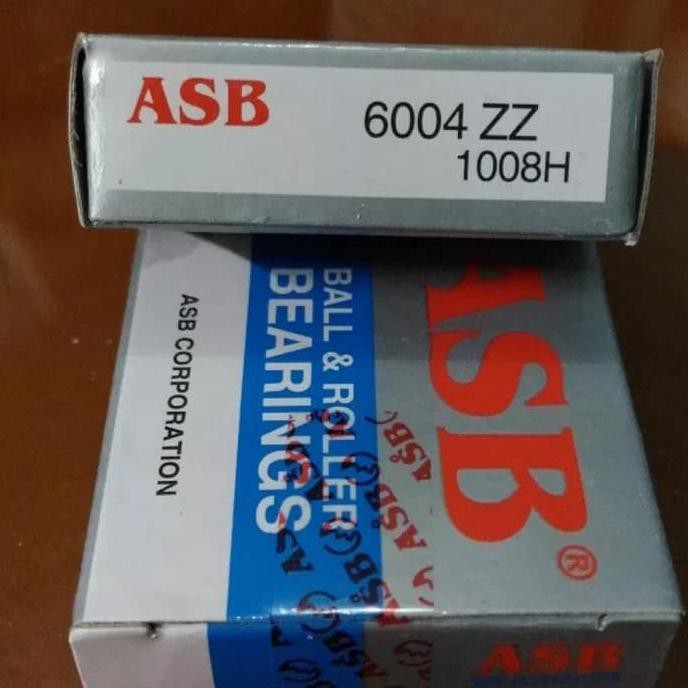 ASB
6004 ZZ
1008H
ASB®
BALL & ROLLER
BEARINGS
ASB CORPORATION
ASB